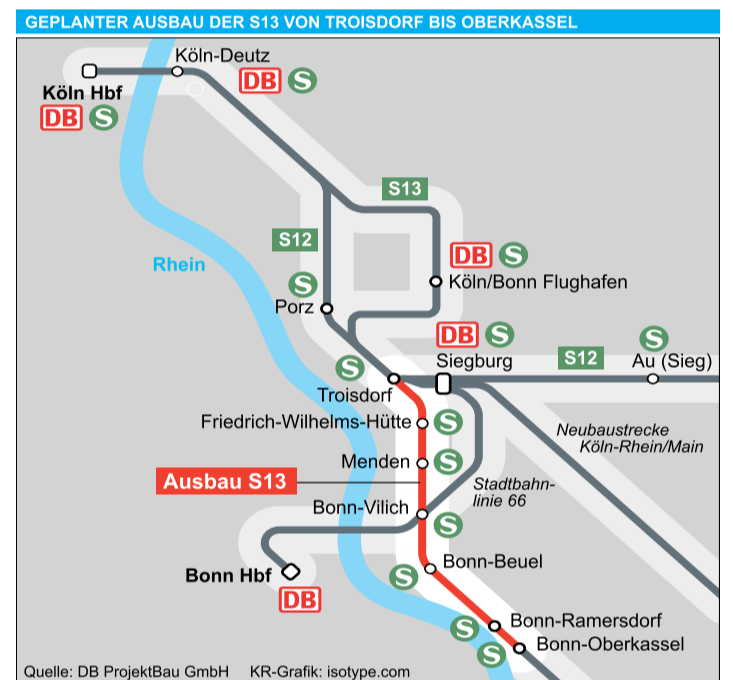 GEPLANTER AUSBAU DER S13 VON TROISDORF BIS OBERKASSEL
Köln-Deutz
DB S
Köln Hbf
DB S
S13
S12
Rhein
DB S
S
Köln/Bonn Flughafen
Porz
DB S
S
Siegburg
S12
Au (Sieg)
S
Troisdorf
Friedrich-Wilhelms-Hütte
S
Neubaustrecke
Köln-Rhein/Main
Menden
S
Ausbau S13
Stadtbahn-
linie 66
Bonn-Vilich
S
Bonn-Beuel
S
Bonn Hbf
DB
Bonn-Ramersdorf
S
Bonn-Oberkassel
S
Quelle: DB ProjektBau GmbH KR-Grafik: isotype.com